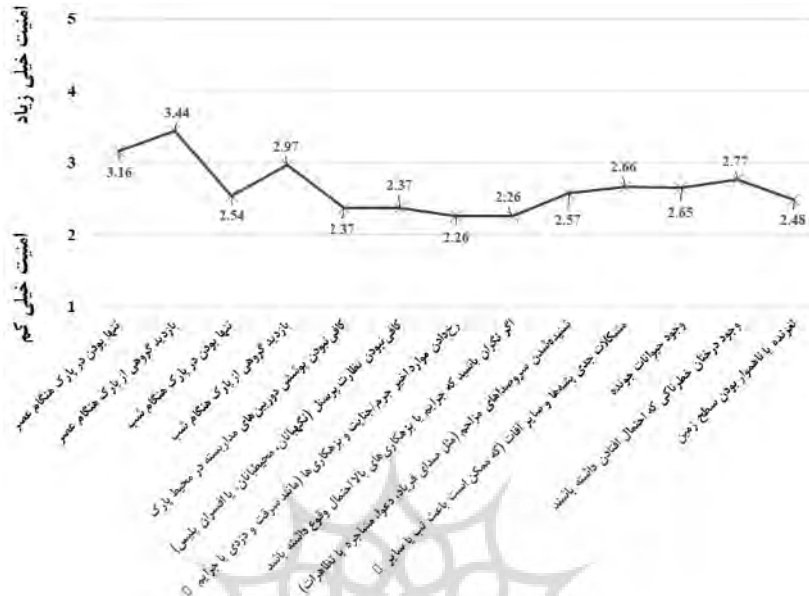 امنیت خیلی زیاد
امنیت خیلی کم
5
4
3
2
1
3.16
3.44
2.54
2.97
2.37
2.37
2.26
2.26
2.57
2.66
2.65
2.77
2.48
تنها بودن در پارک هنگام عصر
بازدید گروهی از پارک هنگام عصر
تنها بودن در پارک هنگام شب
بازدید گروهی از پارک هنگام شب
کافی نبودن پوشش دوربین‌های مداربسته در محیط پارک
کافی نبودن نظارت پرسنل (نگهبانان، محیطبانان، یا افسران پلیس)
رخ دادن موارد اخیر جرم/جنایت و بزهکاری‌ها (مانند سرقت و دزدی یا جرایم
اگر نگران باشید که جرایم یا بزهکاری‌های بالا احتمال وقوع داشته باشد
شنیده شدن سروصداهای مزاحم (مثل صدای فریاد، دعوا، مشاجره یا تظاهرات)
مشکلات جدی پشه‌ها و سایر آفات (که ممکن است باعث تب یا سایر
وجود حیوانات جونده
وجود درختان خطرناکی که احتمال افتادن داشته باشند
لغزنده یا ناهموار بودن سطح زمین